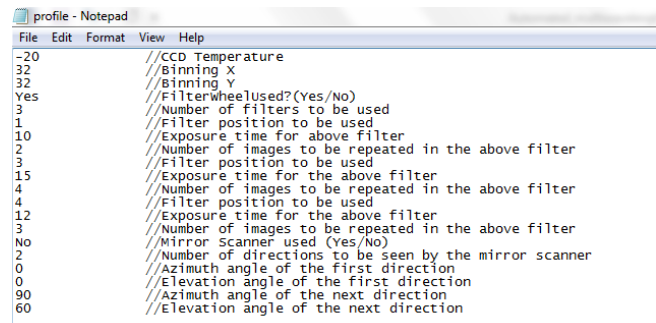 profile - Notepad
File Edit Format View Help
-20 //CCD Temperature
32 //Binning X
32 //Binning Y
Yes //FilterWheelUsed?(Yes/No)
3 //Number of filters to be used
1 //Filter position to be used
10 //Exposure time for above filter
2 //Number of images to be repeated in the above filter
3 //Filter position to be used
15 //Exposure time for the above filter
4 //Number of images to be repeated in the above filter
4 //Filter position to be used
12 //Exposure time for the above filter
3 //Number of images to be repeated in the above filter
No //Mirror Scanner used (Yes/No)
2 //Number of directions to be seen by the mirror scanner
0 //Azimuth angle of the first direction
0 //Elevation angle of the first direction
90 //Azimuth angle of the next direction
60 //Elevation angle of the next direction